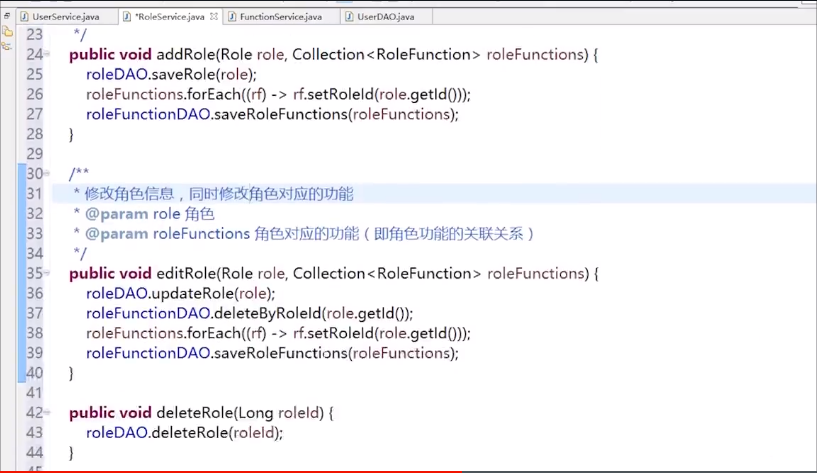 UserService.java
*RoleService.java
FunctionService.java
UserDAO.java
23 */
24 public void addRole(Role role, Collection<RoleFunction> roleFunctions) {
25 roleDAO.saveRole(role);
26 roleFunctions.forEach((rf) -> rf.setRoleId(role.getId()));
27 roleFunctionDAO.saveRoleFunctions(roleFunctions);
28 }
29
30 /**
31 * 修改角色信息，同时修改角色对应的功能
32 * @param role 角色
33 * @param roleFunctions 角色对应的功能（即角色功能的关联关系）
34 */
35 public void editRole(Role role, Collection<RoleFunction> roleFunctions) {
36 roleDAO.updateRole(role);
37 roleFunctionDAO.deleteByRoleId(role.getId());
38 roleFunctions.forEach((rf) -> rf.setRoleId(role.getId()));
39 roleFunctionDAO.saveRoleFunctions(roleFunctions);
40 }
41
42 public void deleteRole(Long roleId) {
43 roleDAO.deleteRole(roleId);
44 }